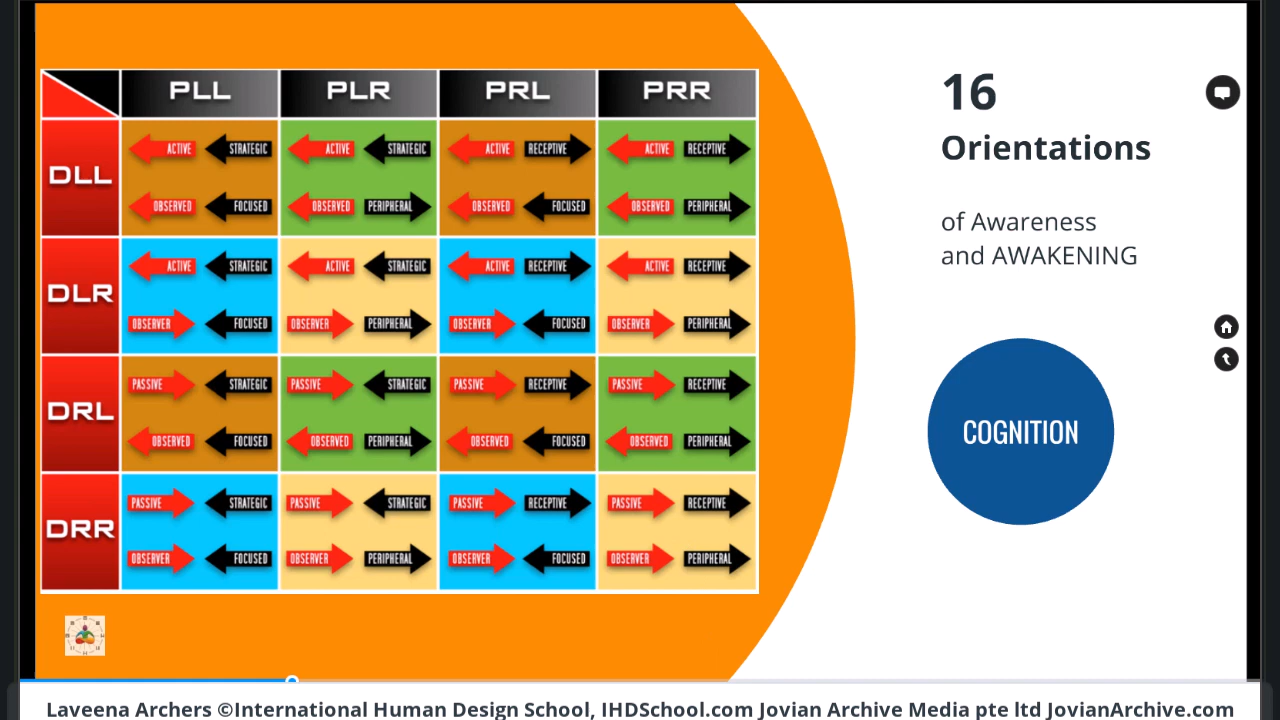 PLL PLR PRL PRR
16
Orientations
of Awareness
and AWAKENING
DLL
ACTIVE STRATEGIC ACTIVE STRATEGIC ACTIVE RECEPTIVE ACTIVE RECEPTIVE
OBSERVED FOCUSED OBSERVED PERIPHERAL OBSERVED FOCUSED OBSERVED PERIPHERAL
DLR
ACTIVE STRATEGIC ACTIVE STRATEGIC ACTIVE RECEPTIVE ACTIVE RECEPTIVE
OBSERVER FOCUSED OBSERVER PERIPHERAL OBSERVER FOCUSED OBSERVER PERIPHERAL
DRL
PASSIVE STRATEGIC PASSIVE STRATEGIC PASSIVE RECEPTIVE PASSIVE RECEPTIVE
OBSERVED FOCUSED OBSERVED PERIPHERAL OBSERVED FOCUSED OBSERVED PERIPHERAL
DRR
PASSIVE STRATEGIC PASSIVE STRATEGIC PASSIVE RECEPTIVE PASSIVE RECEPTIVE
OBSERVER FOCUSED OBSERVER PERIPHERAL OBSERVER FOCUSED OBSERVER PERIPHERAL
COGNITION
Laveena Archers ©International Human Design School, IHDSchool.com Jovian Archive Media pte ltd JovianArchive.com